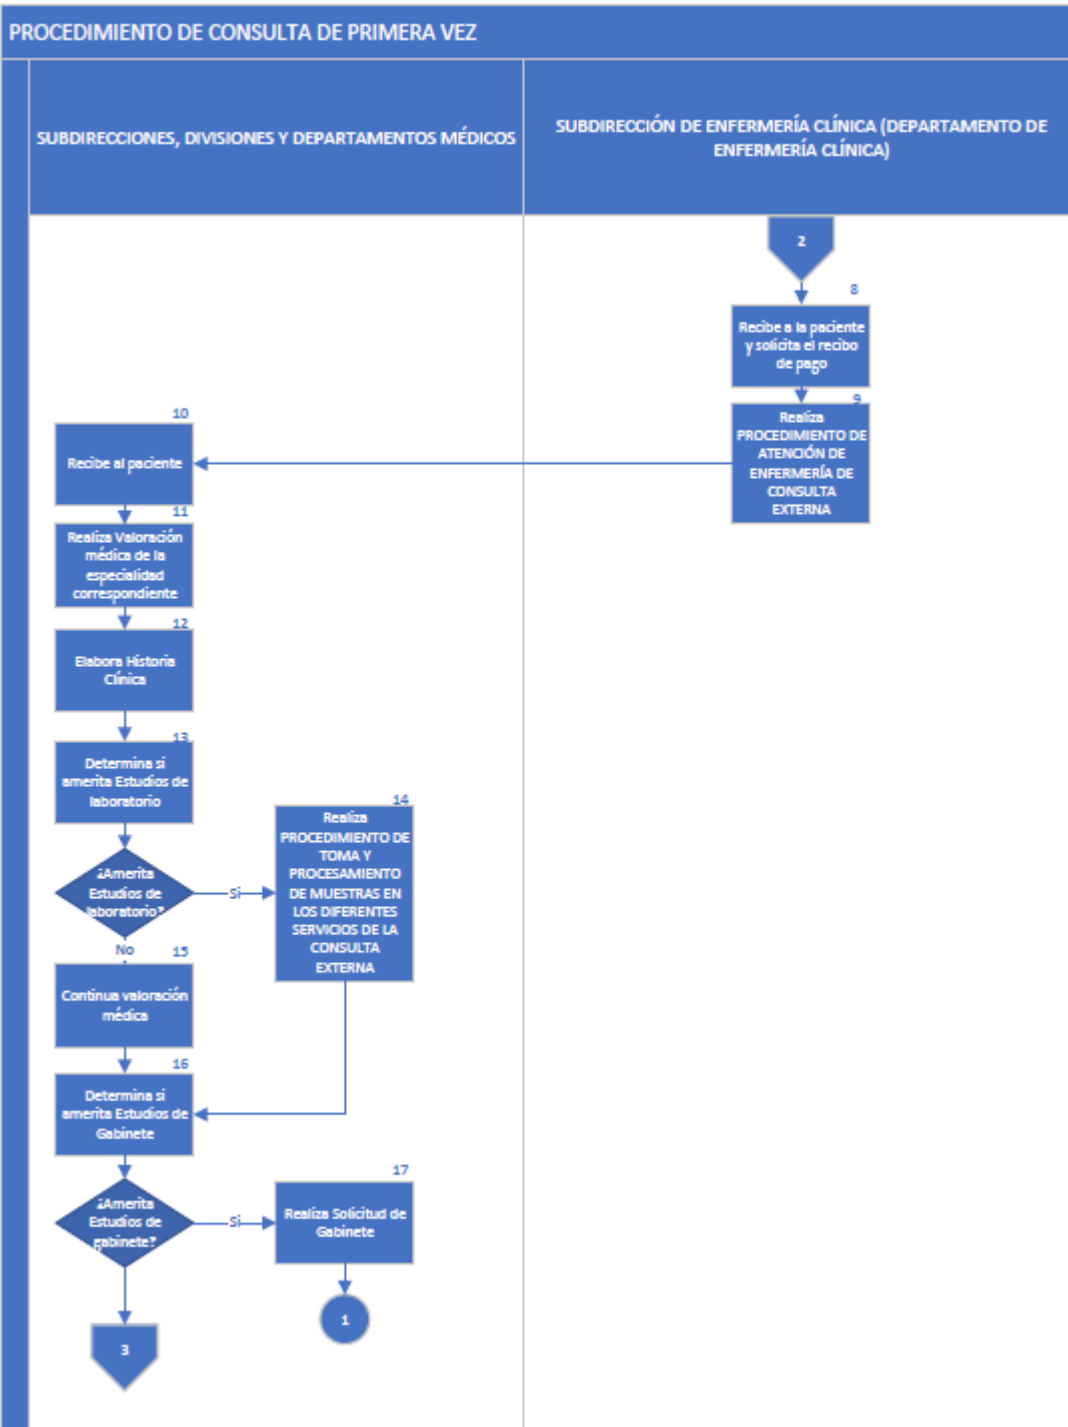 PROCEDIMIENTO DE CONSULTA DE PRIMERA VEZ
SUBDIRECCIONES, DIVISIONES Y DEPARTAMENTOS MÉDICOS
SUBDIRECCIÓN DE ENFERMERÍA CLÍNICA (DEPARTAMENTO DE
ENFERMERÍA CLÍNICA)
2
8
Recibe a la paciente
y solicita el recibo
de pago
9
Realiza
PROCEDIMIENTO DE
ATENCIÓN DE
ENFERMERÍA DE
CONSULTA
EXTERNA
10
Recibe al paciente
11
Realiza Valoración
médica de la
especialidad
correspondiente
12
Elabora Historia
Clínica
13
Determina si
amerita Estudios de
laboratorio
¿Amerita
Estudios de
laboratorio?
Si
14
Realiza
PROCEDIMIENTO DE
TOMA Y
PROCESAMIENTO
DE MUESTRAS EN
LOS DIFERENTES
SERVICIOS DE LA
CONSULTA
EXTERNA
No
15
Continua valoración
médica
16
Determina si
amerita Estudios de
Gabinete
¿Amerita
Estudios de
gabinete?
Si
17
Realiza Solicitud de
Gabinete
1
3